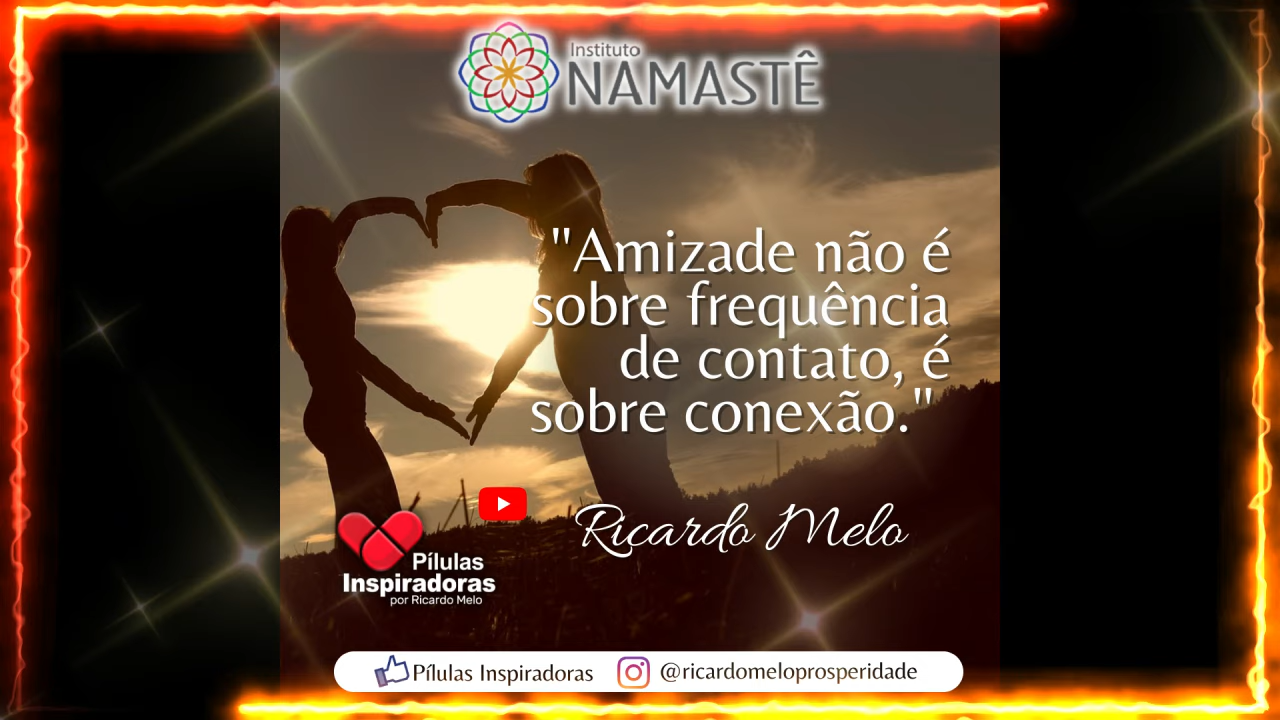 Instituto
NAMASTÊ
"Amizade não é
sobre frequência
de contato, é
sobre conexão."
Ricardo Melo
Pílulas
Inspiradoras
por Ricardo Melo
Pílulas Inspiradoras @ricardomeloprosperidade